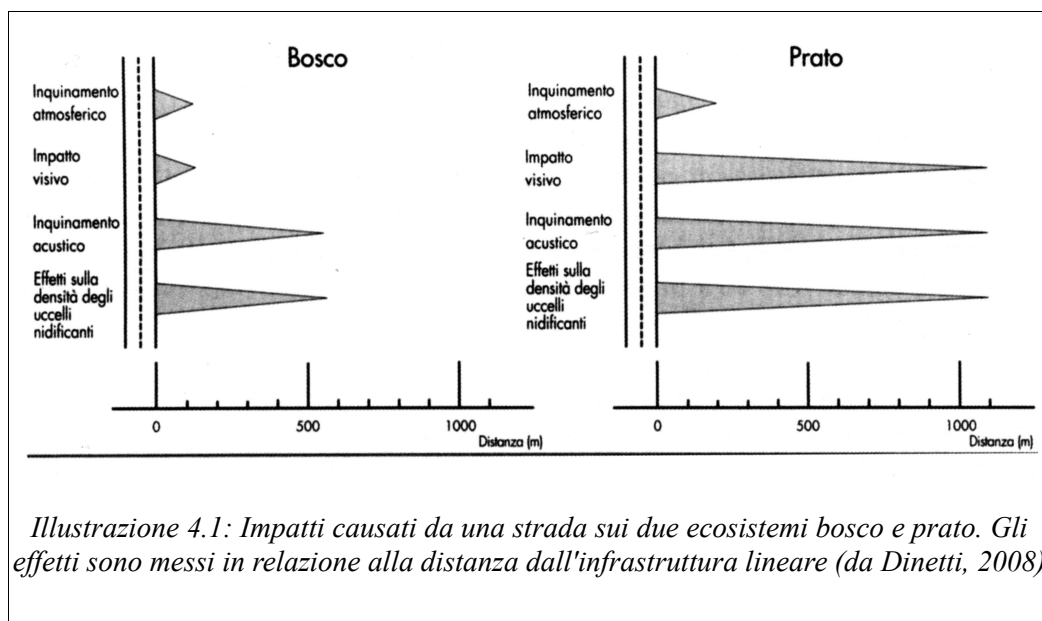 Bosco
Inquinamento
atmosferico
Impatto
visivo
Inquinamento
acustico
Effetti sulla
densità degli
uccelli
nidificanti
0 500 1000
Distanza (m)
Prato
Inquinamento
atmosferico
Impatto
visivo
Inquinamento
acustico
Effetti sulla
densità degli
uccelli
nidificanti
0 500 1000
Distanza (m)
Illustrazione 4.1: Impatti causati da una strada sui due ecosistemi bosco e prato. Gli
effetti sono messi in relazione alla distanza dall'infrastruttura lineare (da Dinetti, 2008)